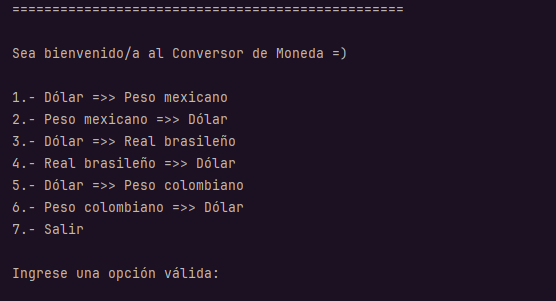 =================================================
Sea bienvenido/a al Conversor de Moneda =)
1.- Dólar =>> Peso mexicano
2.- Peso mexicano =>> Dólar
3.- Dólar =>> Real brasileño
4.- Real brasileño =>> Dólar
5.- Dólar =>> Peso colombiano
6.- Peso colombiano =>> Dólar
7.- Salir
Ingrese una opción válida: